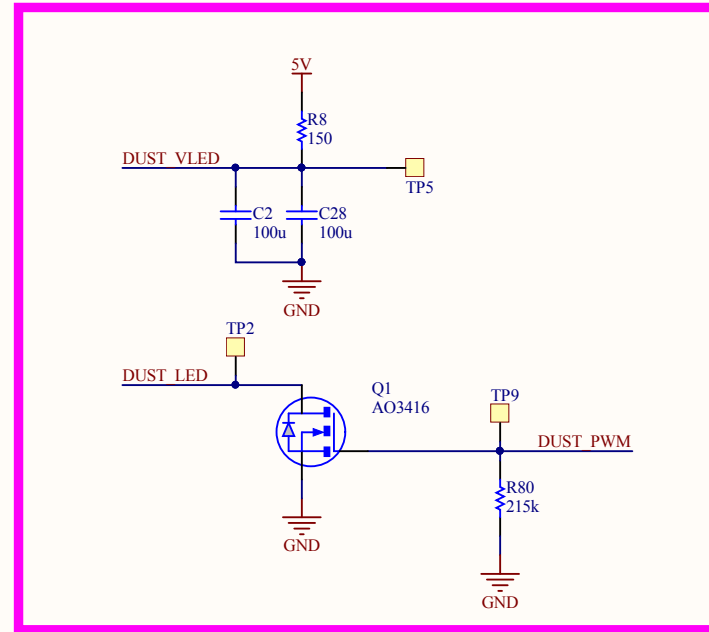 5V
R8
150
DUST_VLED
TP5
C2
100u
C28
100u
GND
TP2
DUST_LED
Q1
AO3416
TP9
DUST_PWM
R80
215k
GND
GND